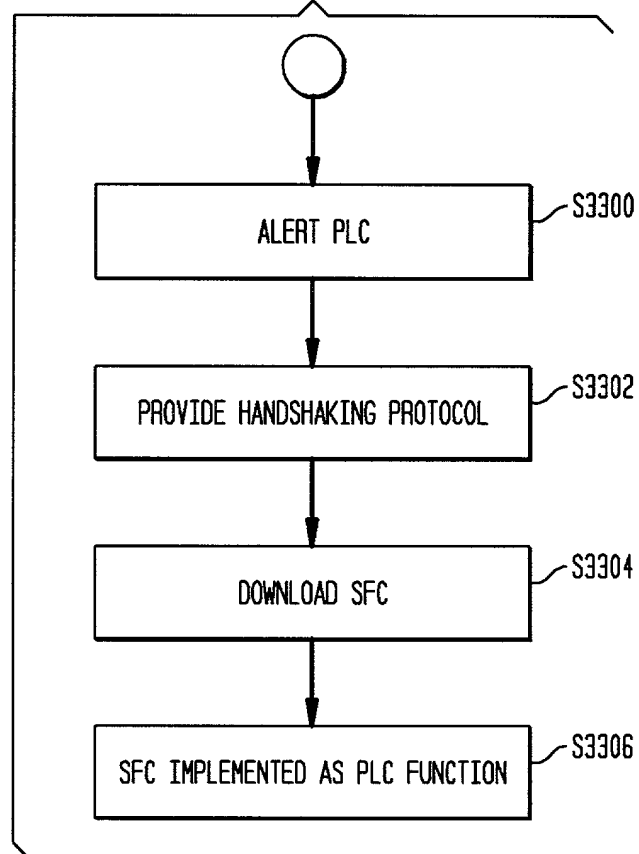 ALERT PLC
S3300
PROVIDE HANDSHAKING PROTOCOL
S3302
DOWNLOAD SFC
S3304
SFC IMPLEMENTED AS PLC FUNCTION
S3306